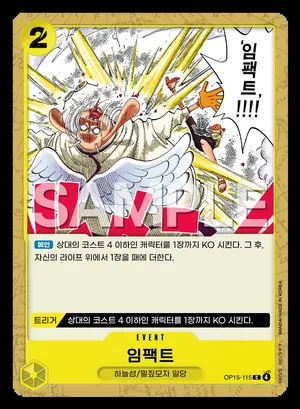 2
'임팩트,
!!!!
SAMPLE
메인 상대의 코스트 4 이하인 캐릭터를 1장까지 KO 시킨다. 그 후,
자신의 라이프 위에서 1장을 패에 더한다.
트리거 상대의 코스트 4 이하인 캐릭터를 1장까지 KO 시킨다.
EVENT
임팩트
하늘섬/밀짚모자 일당
OP15-115 C